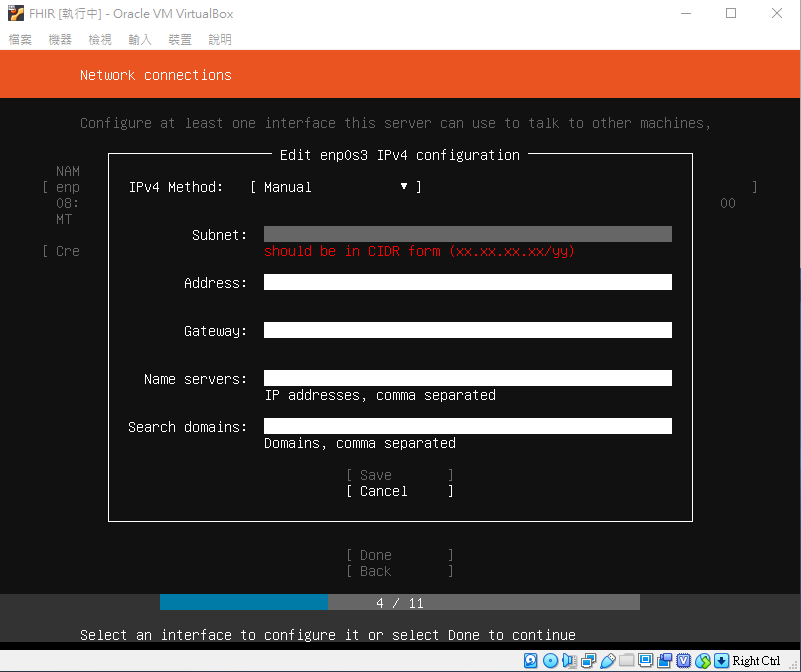 FHIR [執行中] - Oracle VM VirtualBox
檔案 機器 檢視 輸入 裝置 說明
Network connections
Configure at least one interface this server can use to talk to other machines,
Edit enp0s3 IPv4 configuration
NAM
[ enp ]
IPv4 Method: [ Manual ▼ ]
08: 00
MT
Subnet:
[ Cre
should be in CIDR form (xx.xx.xx.xx/yy)
Address:
Gateway:
Name servers:
IP addresses, comma separated
Search domains:
Domains, comma separated
[ Save ]
[ Cancel ]
[ Done ]
[ Back ]
4 / 11
Select an interface to configure it or select Done to continue
Right Ctrl